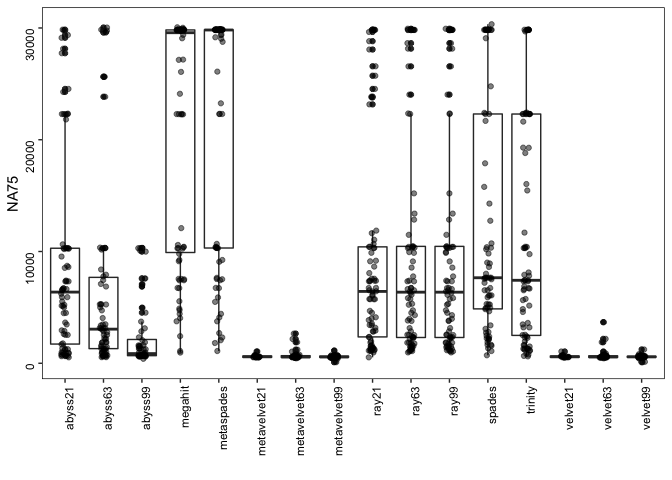 NA75
30000
20000
10000
0
abyss21
abyss63
abyss99
megahit
metaspades
metavelvet21
metavelvet63
metavelvet99
ray21
ray63
ray99
spades
trinity
velvet21
velvet63
velvet99